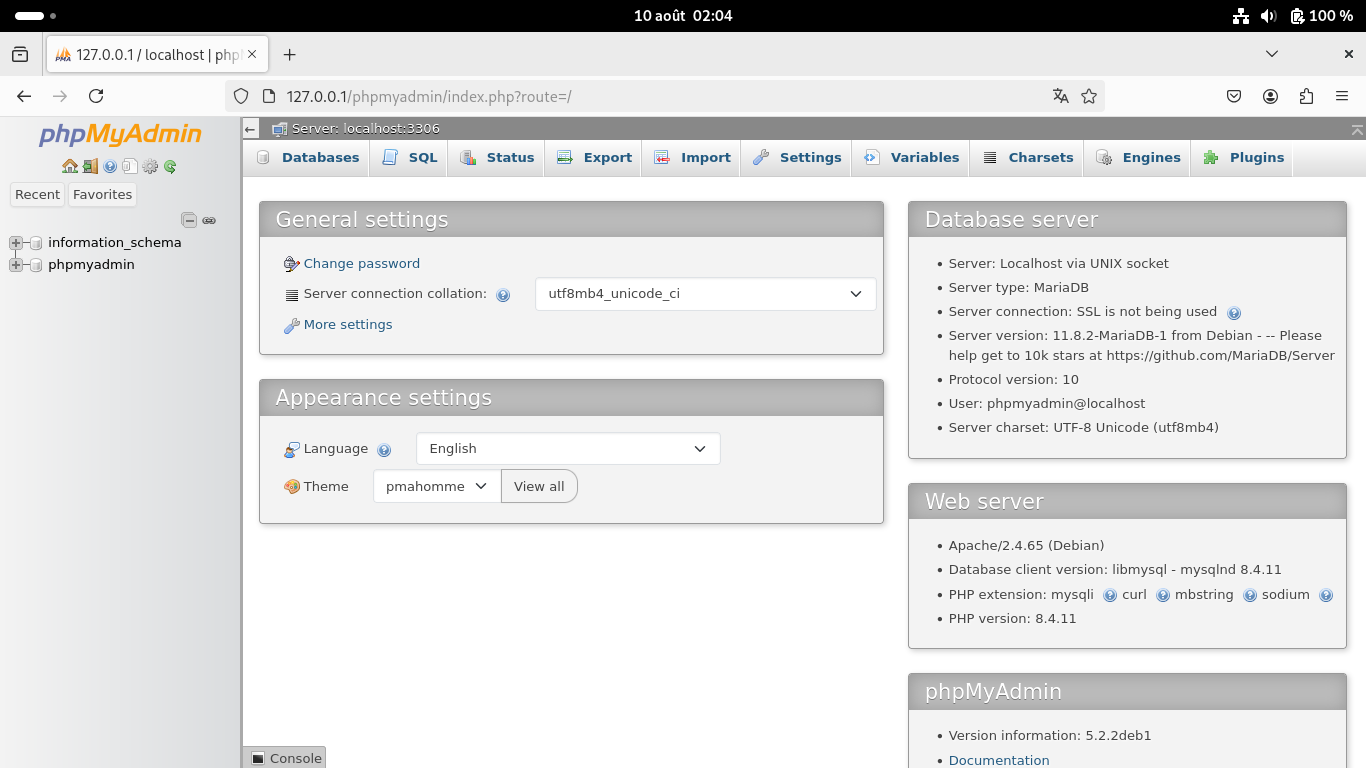 10 août 02:04
100 %
127.0.0.1 / localhost | php
127.0.0.1/phpmyadmin/index.php?route=/
phpMyAdmin
Recent
Favorites
information_schema
phpmyadmin
Server: localhost:3306
Databases
SQL
Status
Export
Import
Settings
Variables
Charsets
Engines
Plugins
General settings
Change password
Server connection collation:
utf8mb4_unicode_ci
More settings
Appearance settings
Language
English
Theme
pmahomme
View all
Database server
Server: Localhost via UNIX socket
Server type: MariaDB
Server connection: SSL is not being used
Server version: 11.8.2-MariaDB-1 from Debian - -- Please
help get to 10k stars at https://github.com/MariaDB/Server
Protocol version: 10
User: phpmyadmin@localhost
Server charset: UTF-8 Unicode (utf8mb4)
Web server
Apache/2.4.65 (Debian)
Database client version: libmysql - mysqlnd 8.4.11
PHP extension: mysqli curl mbstring sodium
PHP version: 8.4.11
phpMyAdmin
Version information: 5.2.2deb1
Documentation
Console